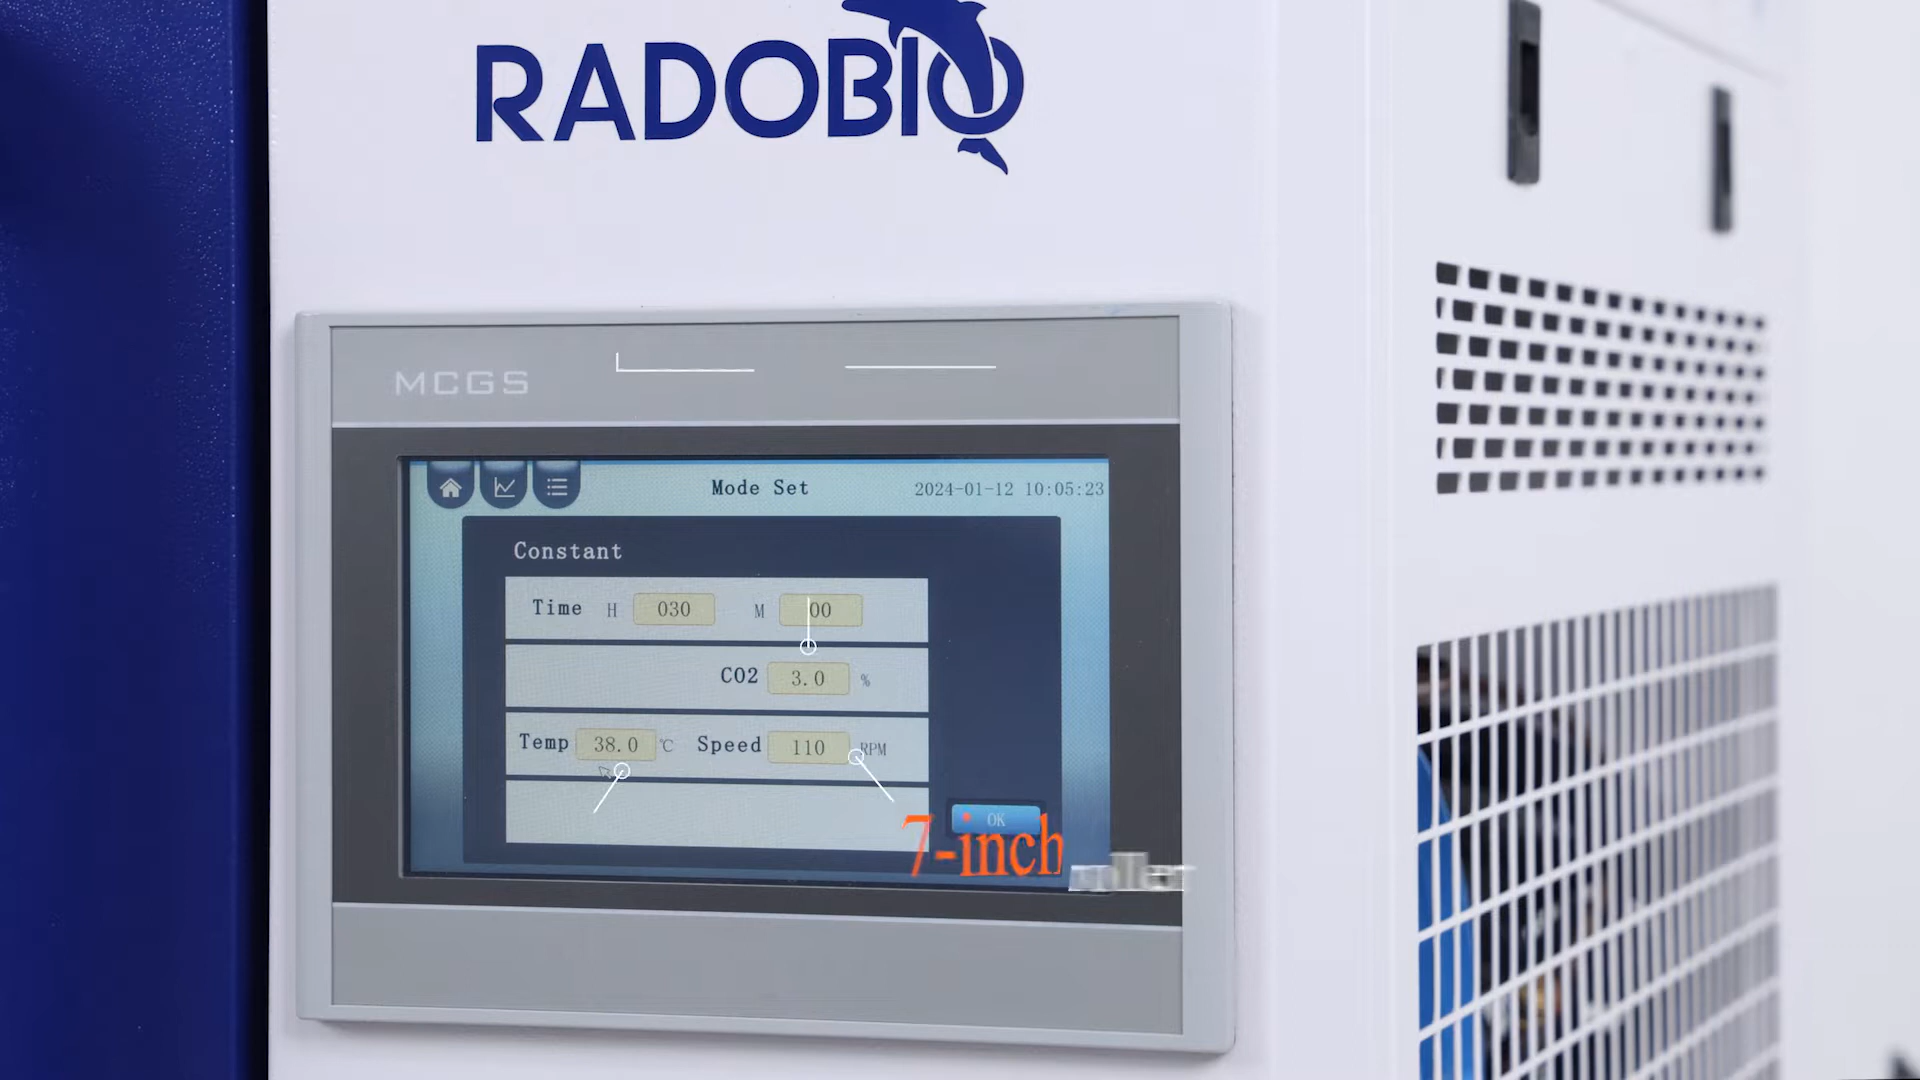 RADOBIO
MCGS
Mode Set 2024-01-12 10:05:23
Constant
Time H 030 M 00
CO2 3.0 %
Temp 38.0 ℃ Speed 110 RPM
OK
7-inch